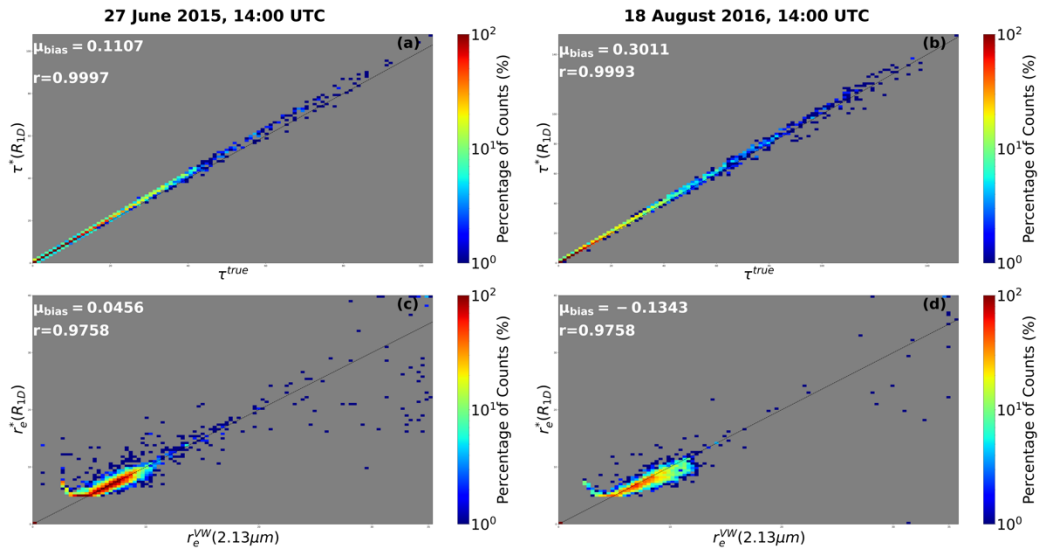 27 June 2015, 14:00 UTC
18 August 2016, 14:00 UTC
(a)
μbias = 0.1107
r=0.9997
τ*(R1D)
τtrue
10²
10¹
10⁰
Percentage of Counts (%)
(b)
μbias = 0.3011
r=0.9993
τ*(R1D)
τtrue
10²
10¹
10⁰
Percentage of Counts (%)
(c)
μbias = 0.0456
r=0.9758
re*(R1D)
reVW(2.13μm)
10²
10¹
10⁰
Percentage of Counts (%)
(d)
μbias = −0.1343
r=0.9758
re*(R1D)
reVW(2.13μm)
10²
10¹
10⁰
Percentage of Counts (%)